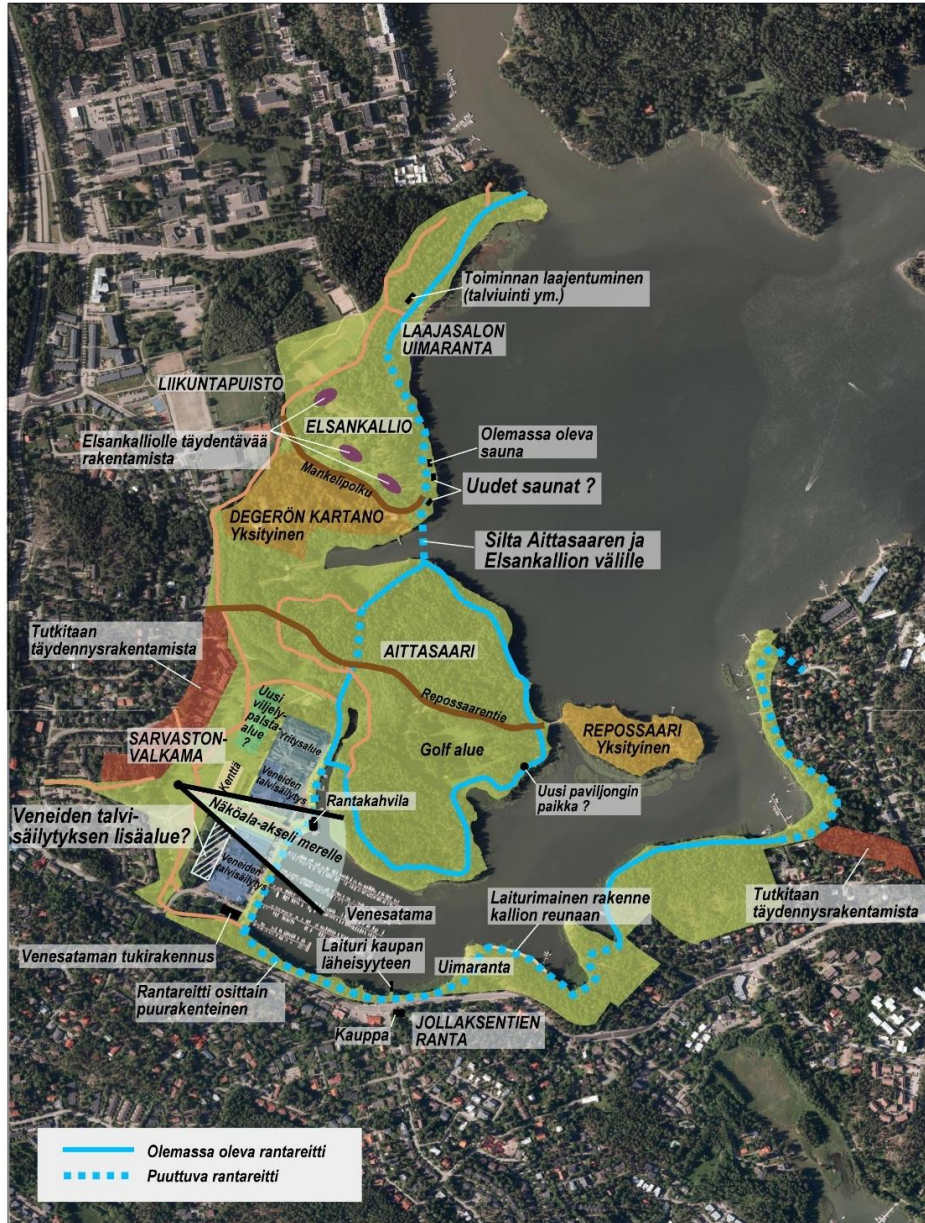 Toiminnan laajentuminen
(talviuinti ym.)
LAAJASALON
UIMARANTA
LIIKUNTAPUISTO
ELSANKALLIO
Elsankalliolle täydentävää
rakentamista
Olemassa oleva
sauna
Mankelipolku
Uudet saunat ?
DEGERÖN KARTANO
Yksityinen
Silta Aittasaaren ja
Elsankallion välille
Tutkitaan
täydennysrakentamista
AITTASAARI
Uusi
viljely-
palsta-
alue
?
Yritysalue
Repossaarentie
REPOSSAARI
Yksityinen
SARVASTON-
VALKAMA
Golf alue
Kenttä
Veneiden
talvisäilytys
Uusi paviljongin
paikka ?
Rantakahvila
Veneiden talvi-
säilytyksen lisäalue?
Näköala-akseli merelle
Veneiden
talvisäilytys
Tutkitaan
täydennysrakentamista
Laiturimainen rakenne
kallion reunaan
Venesatama
Laituri kaupan
läheisyyteen
Uimaranta
Venesataman tukirakennus
Rantareitti osittain
puurakenteinen
Kauppa
JOLLAKSENTIEN
RANTA
Olemassa oleva rantareitti
Puuttuva rantareitti